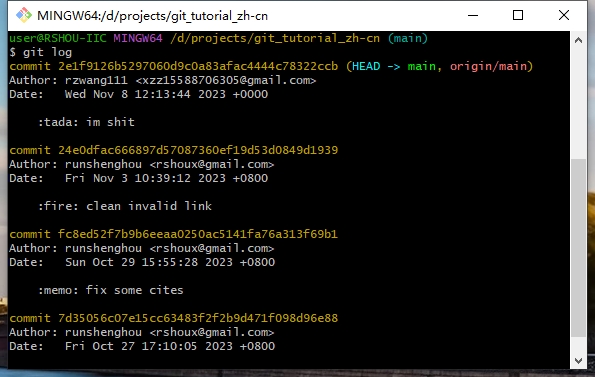 MINGW64:/d/projects/git_tutorial_zh-cn
user@RSHOU-IIC MINGW64 /d/projects/git_tutorial_zh-cn (main)
$ git log
commit 2e1f9126b5297060d9c0a83afac4444c78322ccb (HEAD -> main, origin/main)
Author: rzwang111 <xzz15588706305@gmail.com>
Date:   Wed Nov 8 12:13:44 2023 +0000
:tada: im shit
commit 24e0dfac666897d57087360ef19d53d0849d1939
Author: runshenghou <rshoux@gmail.com>
Date:   Fri Nov 3 10:39:12 2023 +0800
:fire: clean invalid link
commit fc8ed52f7b9b6eeaa0250ac5141fa76a313f69b1
Author: runshenghou <rshoux@gmail.com>
Date:   Sun Oct 29 15:55:28 2023 +0800
:memo: fix some cites
commit 7d35056c07e15cc63483f2f2b9d471f098d96e88
Author: runshenghou <rshoux@gmail.com>
Date:   Fri Oct 27 17:10:05 2023 +0800